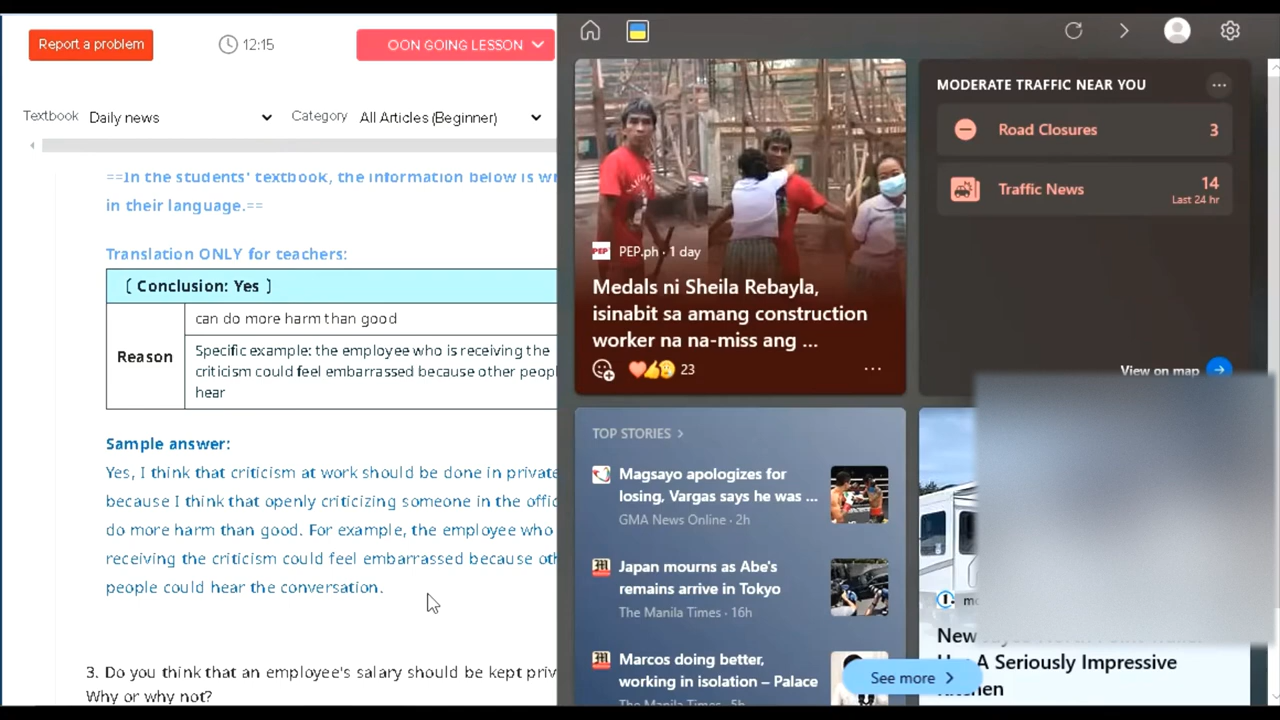 Report a problem
12:15
OON GOING LESSON
Textbook
Daily news
Category
All Articles (Beginner)
==In the students' textbook, the information below is
in their language.==
Translation ONLY for teachers:
( Conclusion: Yes )
can do more harm than good
Reason
Specific example: the employee who is receiving the
criticism could feel embarrassed because other
hear
Sample answer:
Yes, I think that criticism at work should be done in private
because I think that openly criticizing someone in the
do more harm than good. For example, the employee who
receiving the criticism could feel embarrassed because
people could hear the conversation.
3. Do you think that an employee's salary should be kept
Why or why not?
PEP
PEP.ph · 1 day
Medals ni Sheila Rebayla,
isinabit sa amang construction
worker na na-miss ang ...
23
MODERATE TRAFFIC NEAR YOU
Road Closures 3
Traffic News 14
Last 24 hr
View on map
TOP STORIES
Magsayo apologizes for
losing, Vargas says he was ...
GMA News Online · 2h
Japan mourns as Abe's
remains arrive in Tokyo
The Manila Times · 16h
Marcos doing better,
working in isolation – Palace
The Manila Times · 5h
See more
New
A Seriously Impressive